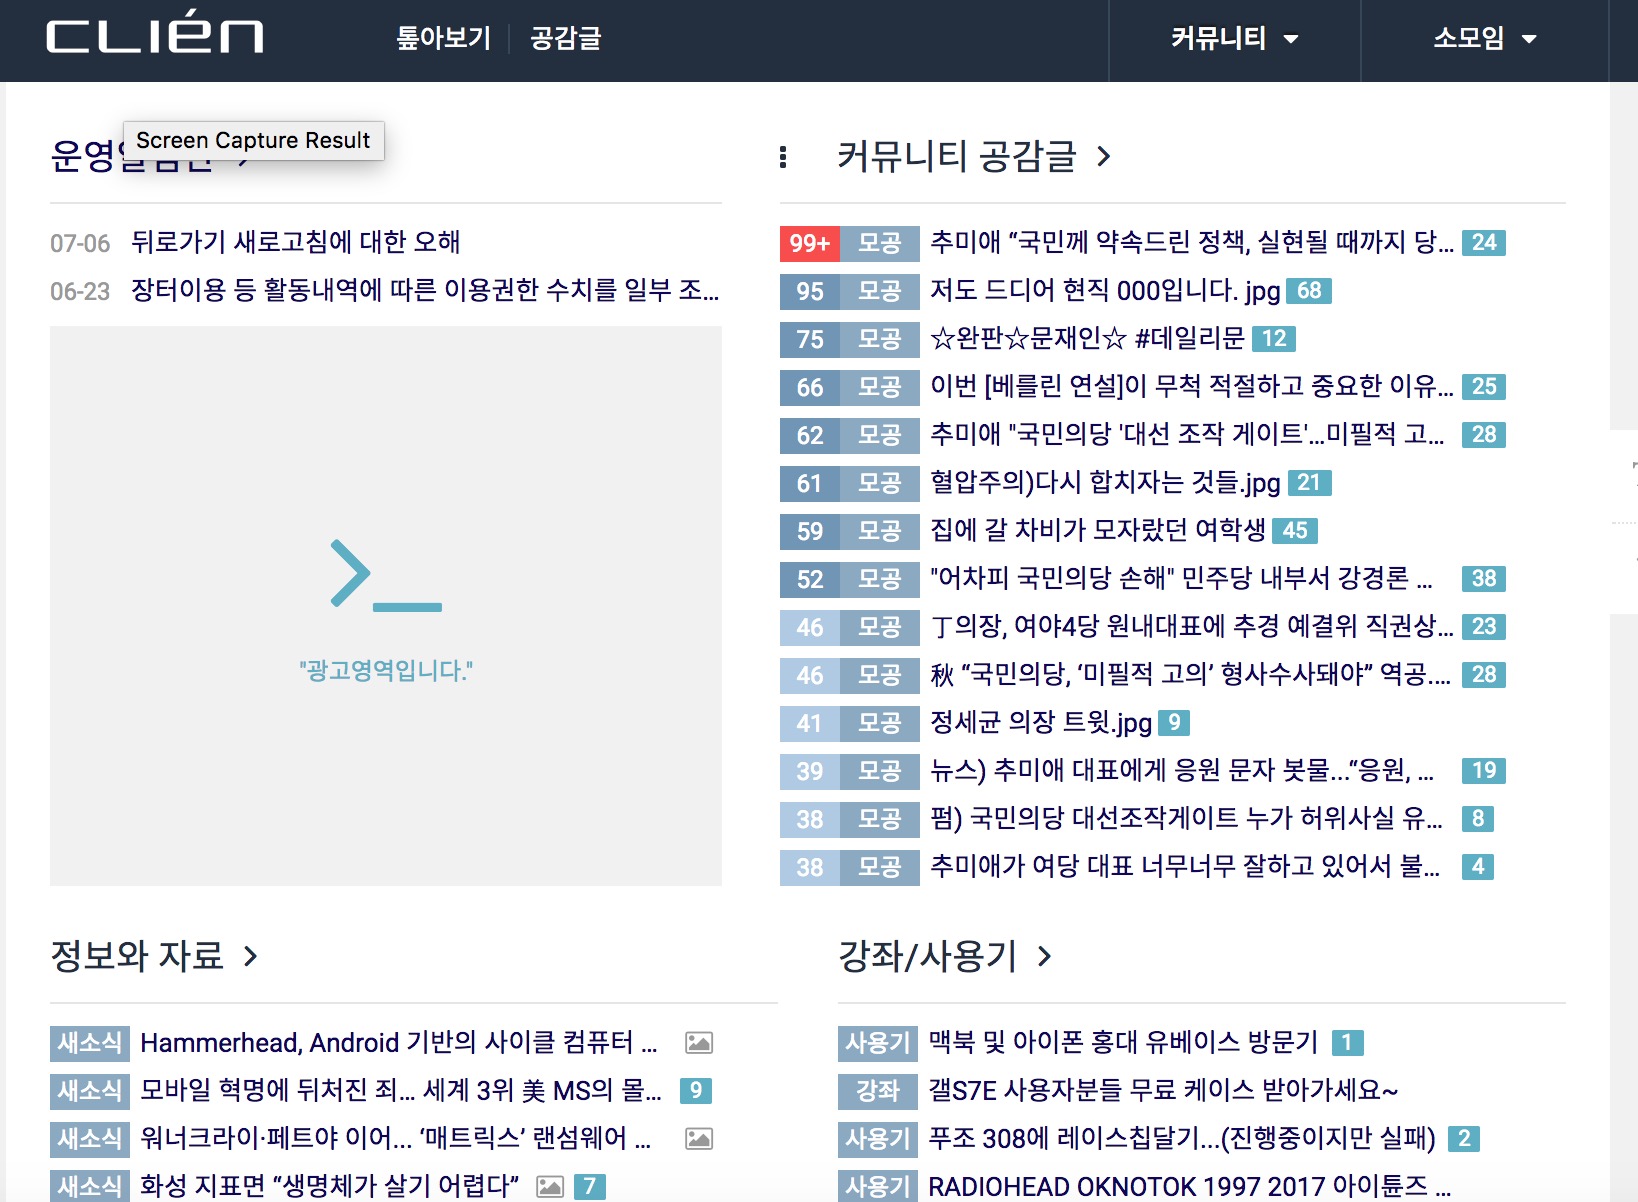 CLIén
톺아보기
공감글
커뮤니티
소모임
Screen Capture Result
커뮤니티 공감글
07-06 뒤로가기 새로고침에 대한 오해
06-23 장터이용 등 활동내역에 따른 이용권한 수치를 일부 조...
"광고영역입니다."
99+ 모공 추미애 “국민께 약속드린 정책, 실현될 때까지 당... 24
95 모공 저도 드디어 현직 000입니다. jpg 68
75 모공 ☆완판☆문재인☆ #데일리문 12
66 모공 이번 [베를린 연설]이 무척 적절하고 중요한 이유... 25
62 모공 추미애 "국민의당 '대선 조작 게이트'...미필적 고... 28
61 모공 혈압주의)다시 합치자는 것들.jpg 21
59 모공 집에 갈 차비가 모자랐던 여학생 45
52 모공 "어차피 국민의당 손해" 민주당 내부서 강경론 ... 38
46 모공 丁의장, 여야4당 원내대표에 추경 예결위 직권상... 23
46 모공 秋 “국민의당, ‘미필적 고의’ 형사수사돼야” 역공.... 28
41 모공 정세균 의장 트윗.jpg 9
39 모공 뉴스) 추미애 대표에게 응원 문자 봇물...“응원, ... 19
38 모공 펌) 국민의당 대선조작게이트 누가 허위사실 유... 8
38 모공 추미애가 여당 대표 너무너무 잘하고 있어서 불... 4
정보와 자료
새소식 Hammerhead, Android 기반의 사이클 컴퓨터 ...
새소식 모바일 혁명에 뒤처진 죄... 세계 3위 美 MS의 몰... 9
새소식 워너크라이·페트야 이어... ‘매트릭스’ 랜섬웨어 ...
새소식 화성 지표면 “생명체가 살기 어렵다” 7
강좌/사용기
사용기 맥북 및 아이폰 홍대 유베이스 방문기 1
강좌 갤S7E 사용자분들 무료 케이스 받아가세요~
사용기 푸조 308에 레이스칩달기...(진행중이지만 실패) 2
사용기 RADIOHEAD OKNOTOK 1997 2017 아이튠즈 ...